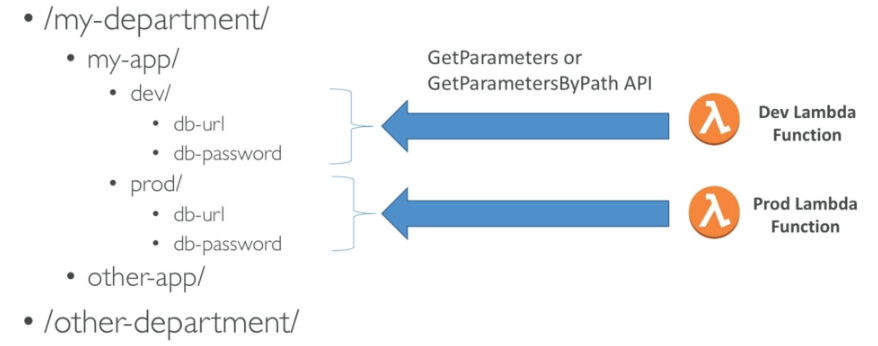 • /my-department/
• my-app/
• dev/
• db-url
• db-password
• prod/
• db-url
• db-password
• other-app/
• /other-department/
GetParameters or
GetParametersByPath API
Dev Lambda
Function
Prod Lambda
Function